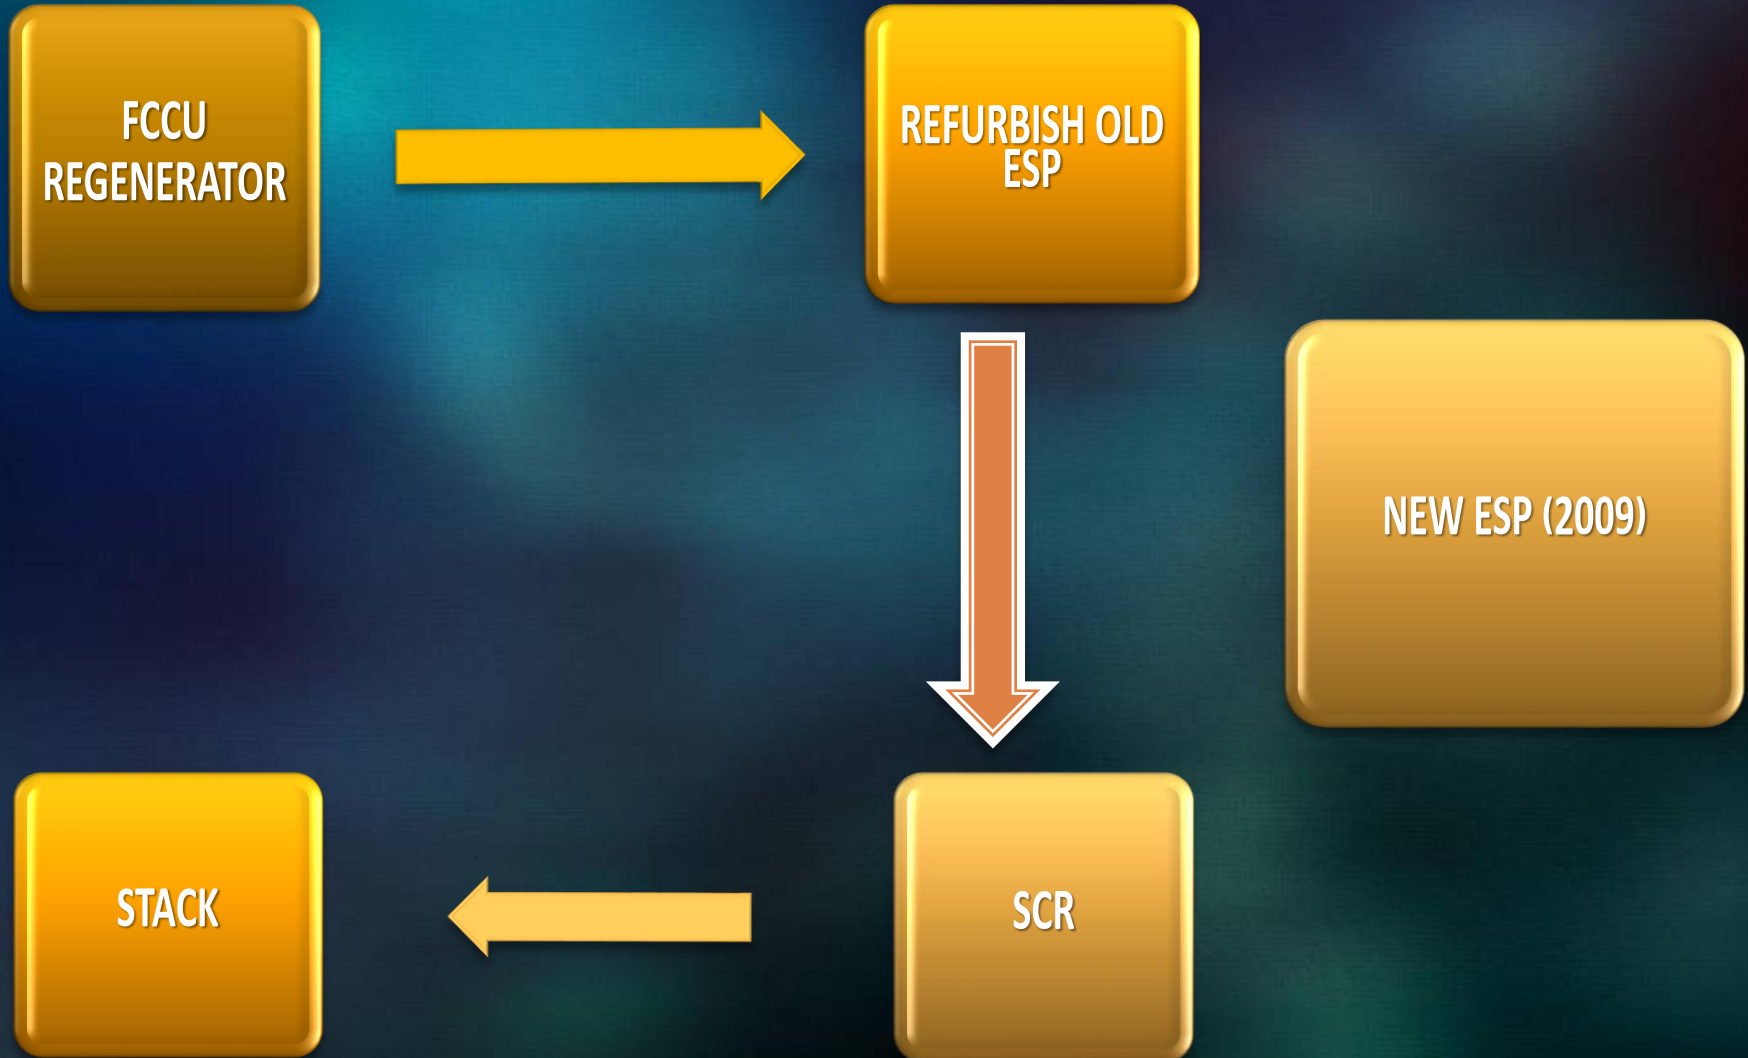 FCCU
REGENERATOR
REFURBISH OLD
ESP
NEW ESP (2009)
STACK
SCR